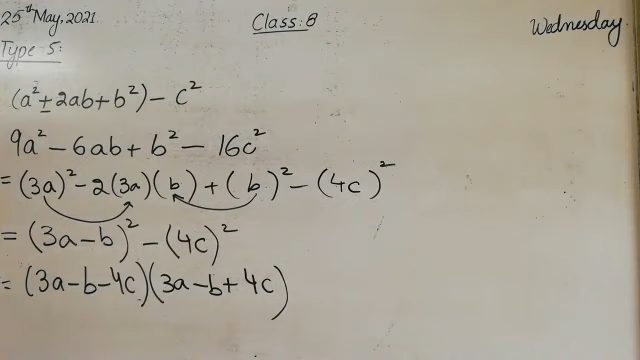 25th May, 2021 Class: 8 Wednesday
Type 5:
(a² ± 2ab + b²) - c²
9a² - 6ab + b² - 16c²
= (3a)² - 2(3a)(b) + (b)² - (4c)²
= (3a - b)² - (4c)²
= (3a - b - 4c)(3a - b + 4c)